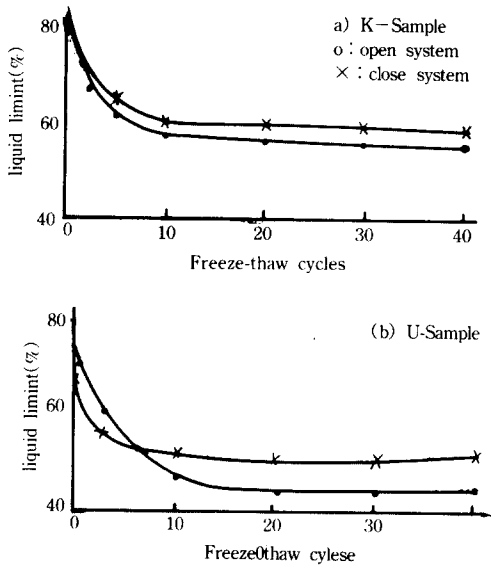 80
60
40
liquid limint(%)
a) K-Sample
o : open system
× : close system
0 10 20 30 40
Freeze-thaw cycles
80
60
40
liquid limint(%)
(b) U-Sample
0 10 20 30
Freeze0thaw cylese